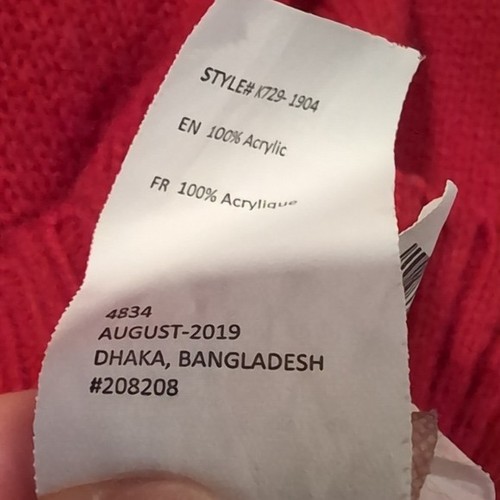 STYLE# K729-1904
EN 100% Acrylic
FR 100% Acrylique
4834
AUGUST-2019
DHAKA, BANGLADESH
#208208